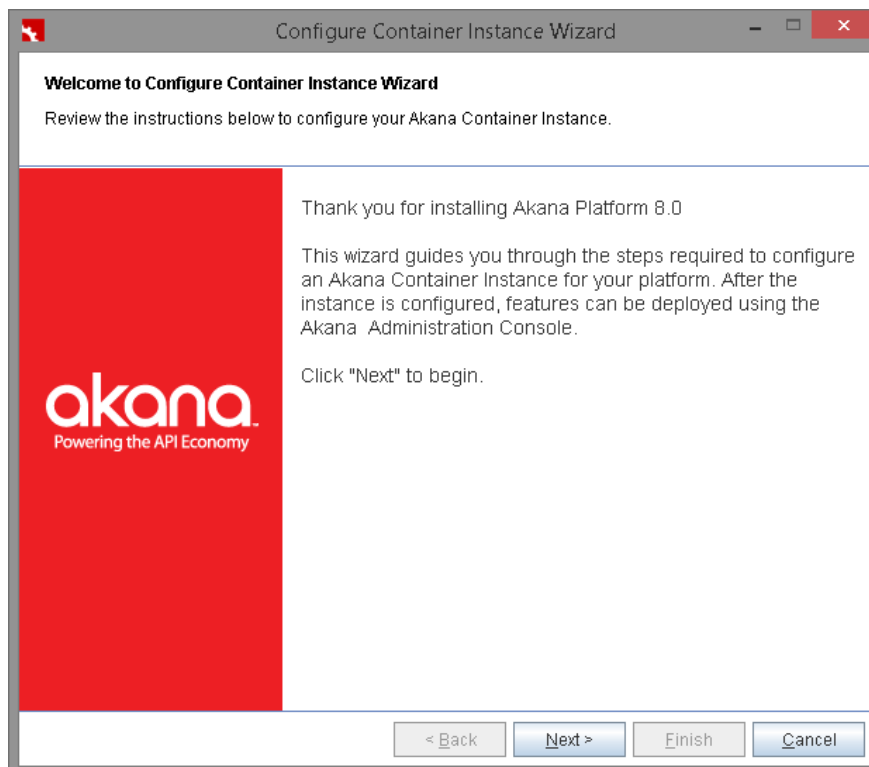 Configure Container Instance Wizard
Welcome to Configure Container Instance Wizard
Review the instructions below to configure your Akana Container Instance.
akana
Powering the API Economy
Thank you for installing Akana Platform 8.0
This wizard guides you through the steps required to configure
an Akana Container Instance for your platform. After the
instance is configured, features can be deployed using the
Akana  Administration Console.
Click "Next" to begin.
< Back
Next >
Finish
Cancel